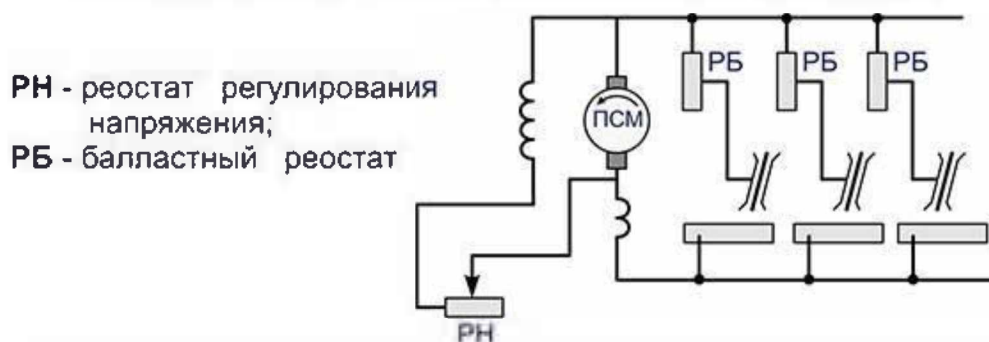 РН - реостат регулирования
напряжения;
РБ - балластный реостат
РБ РБ РБ
ПСМ
РН